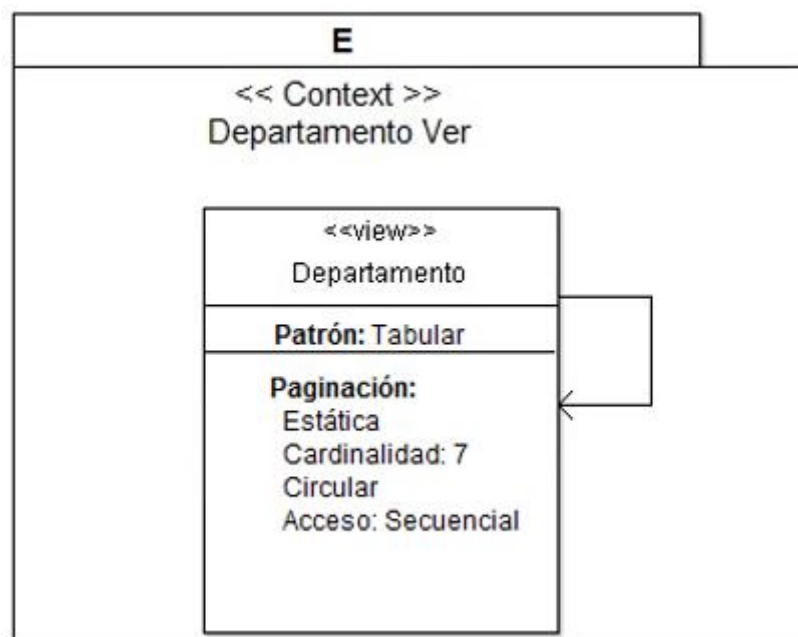 E
<< Context >>
Departamento Ver
<<view>>
Departamento
Patrón: Tabular
Paginación:
Estática
Cardinalidad: 7
Circular
Acceso: Secuencial